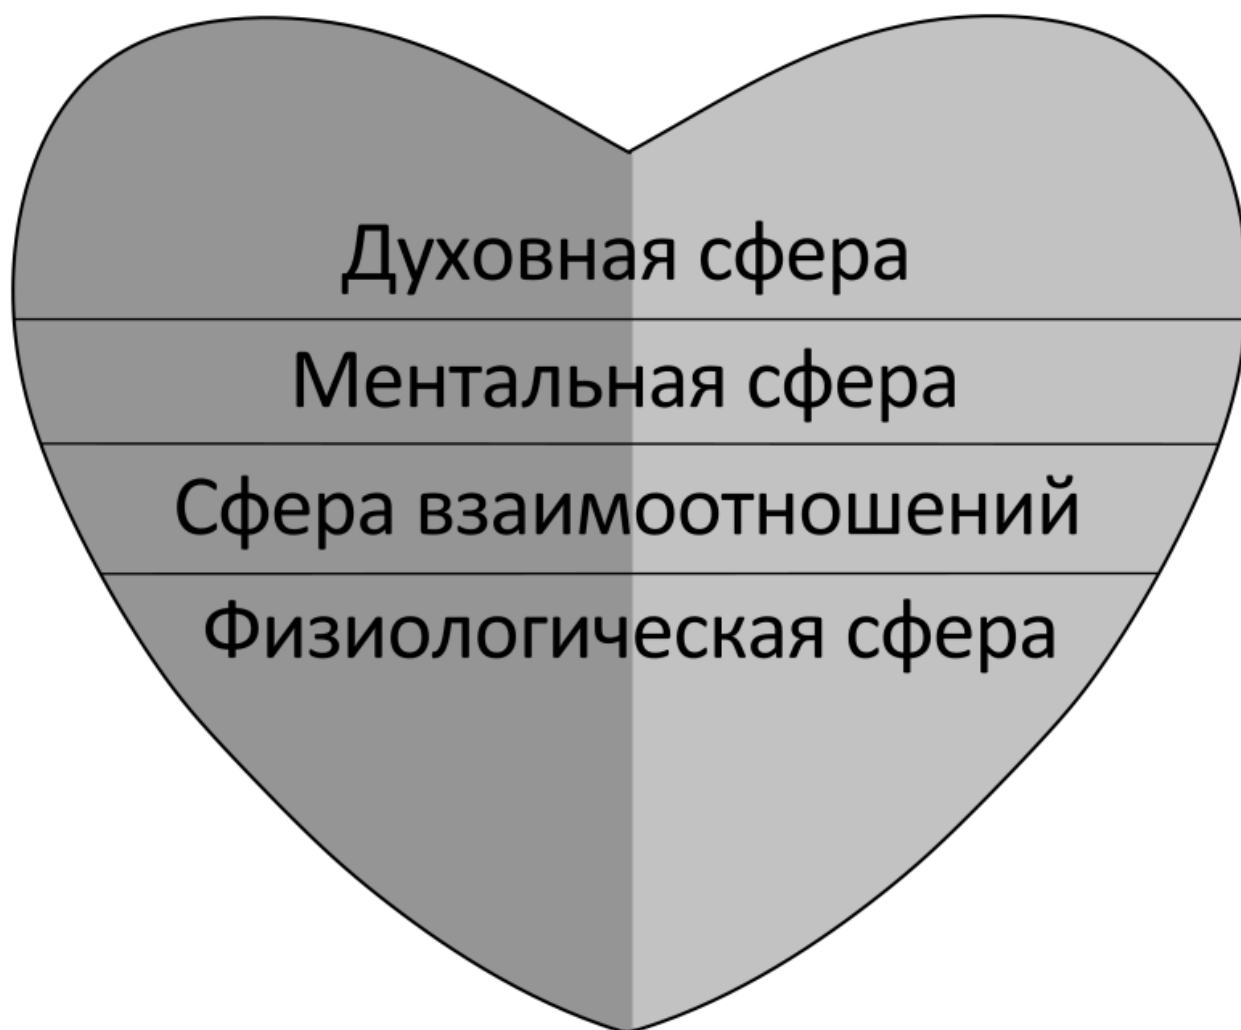 Духовная сфера
Ментальная сфера
Сфера взаимоотношений
Физиологическая сфера